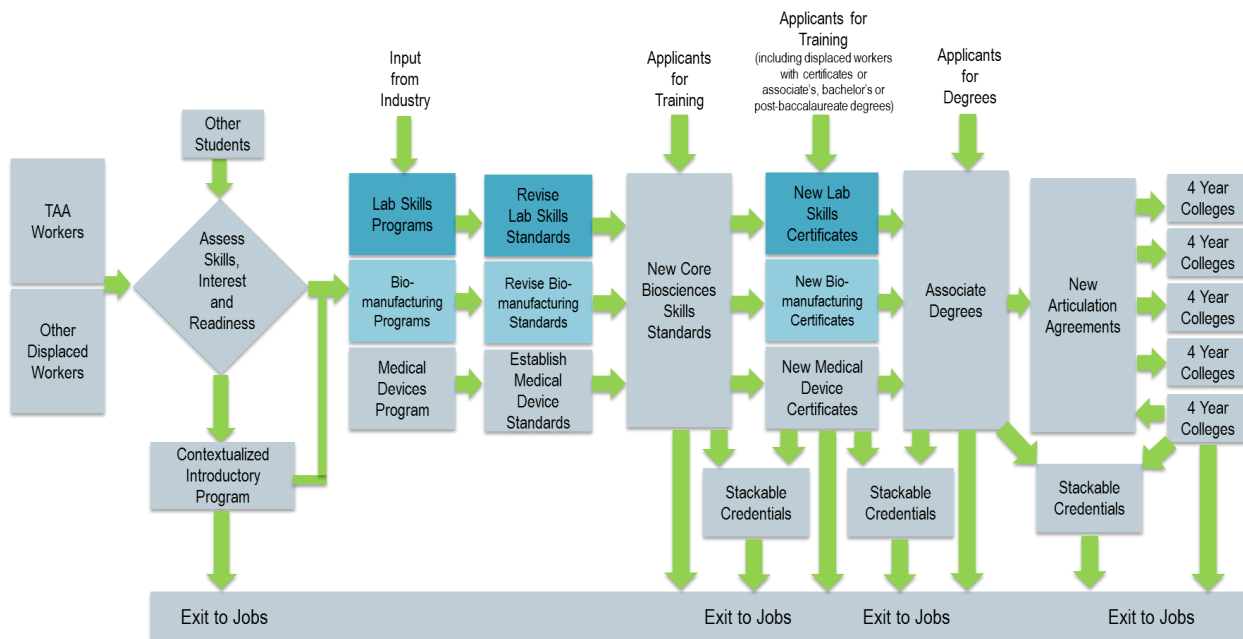 Input
from
Industry
Applicants
for
Training
Applicants for
Training
(including displaced workers
with certificates or
associate's, bachelor's or
post-baccalaureate degrees)
Applicants
for
Degrees
Other
Students
TAA
Workers
Other
Displaced
Workers
Assess
Skills,
Interest
and
Readiness
Contextualized
Introductory
Program
Lab Skills
Programs
Revise
Lab Skills
Standards
Bio-
manufacturing
Programs
Revise Bio-
manufacturing
Standards
Medical
Devices
Program
Establish
Medical
Device
Standards
New Core
Biosciences
Skills
Standards
New Lab
Skills
Certificates
New Bio-
manufacturing
Certificates
New Medical
Device
Certificates
Associate
Degrees
New
Articulation
Agreements
4 Year
Colleges
4 Year
Colleges
4 Year
Colleges
4 Year
Colleges
4 Year
Colleges
Stackable
Credentials
Stackable
Credentials
Stackable
Credentials
Exit to Jobs
Exit to Jobs
Exit to Jobs
Exit to Jobs